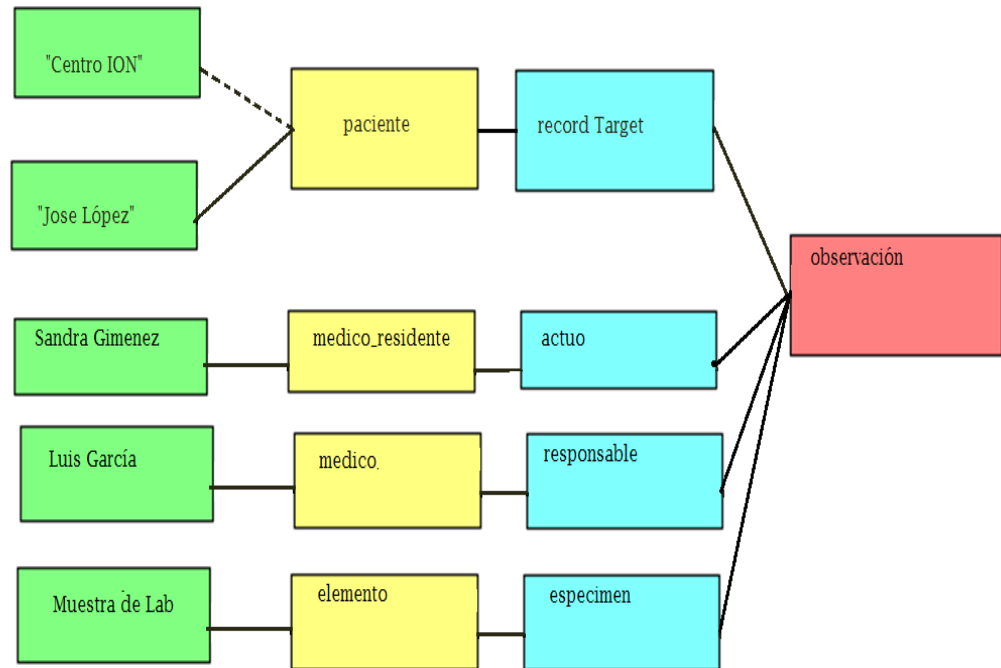 "Centro ION"
paciente
record Target
"Jose López"
observación
Sandra Gimenez
medico_residente
actuo
Luis García
medico.
responsable
Muestra de Lab
elemento
especimen